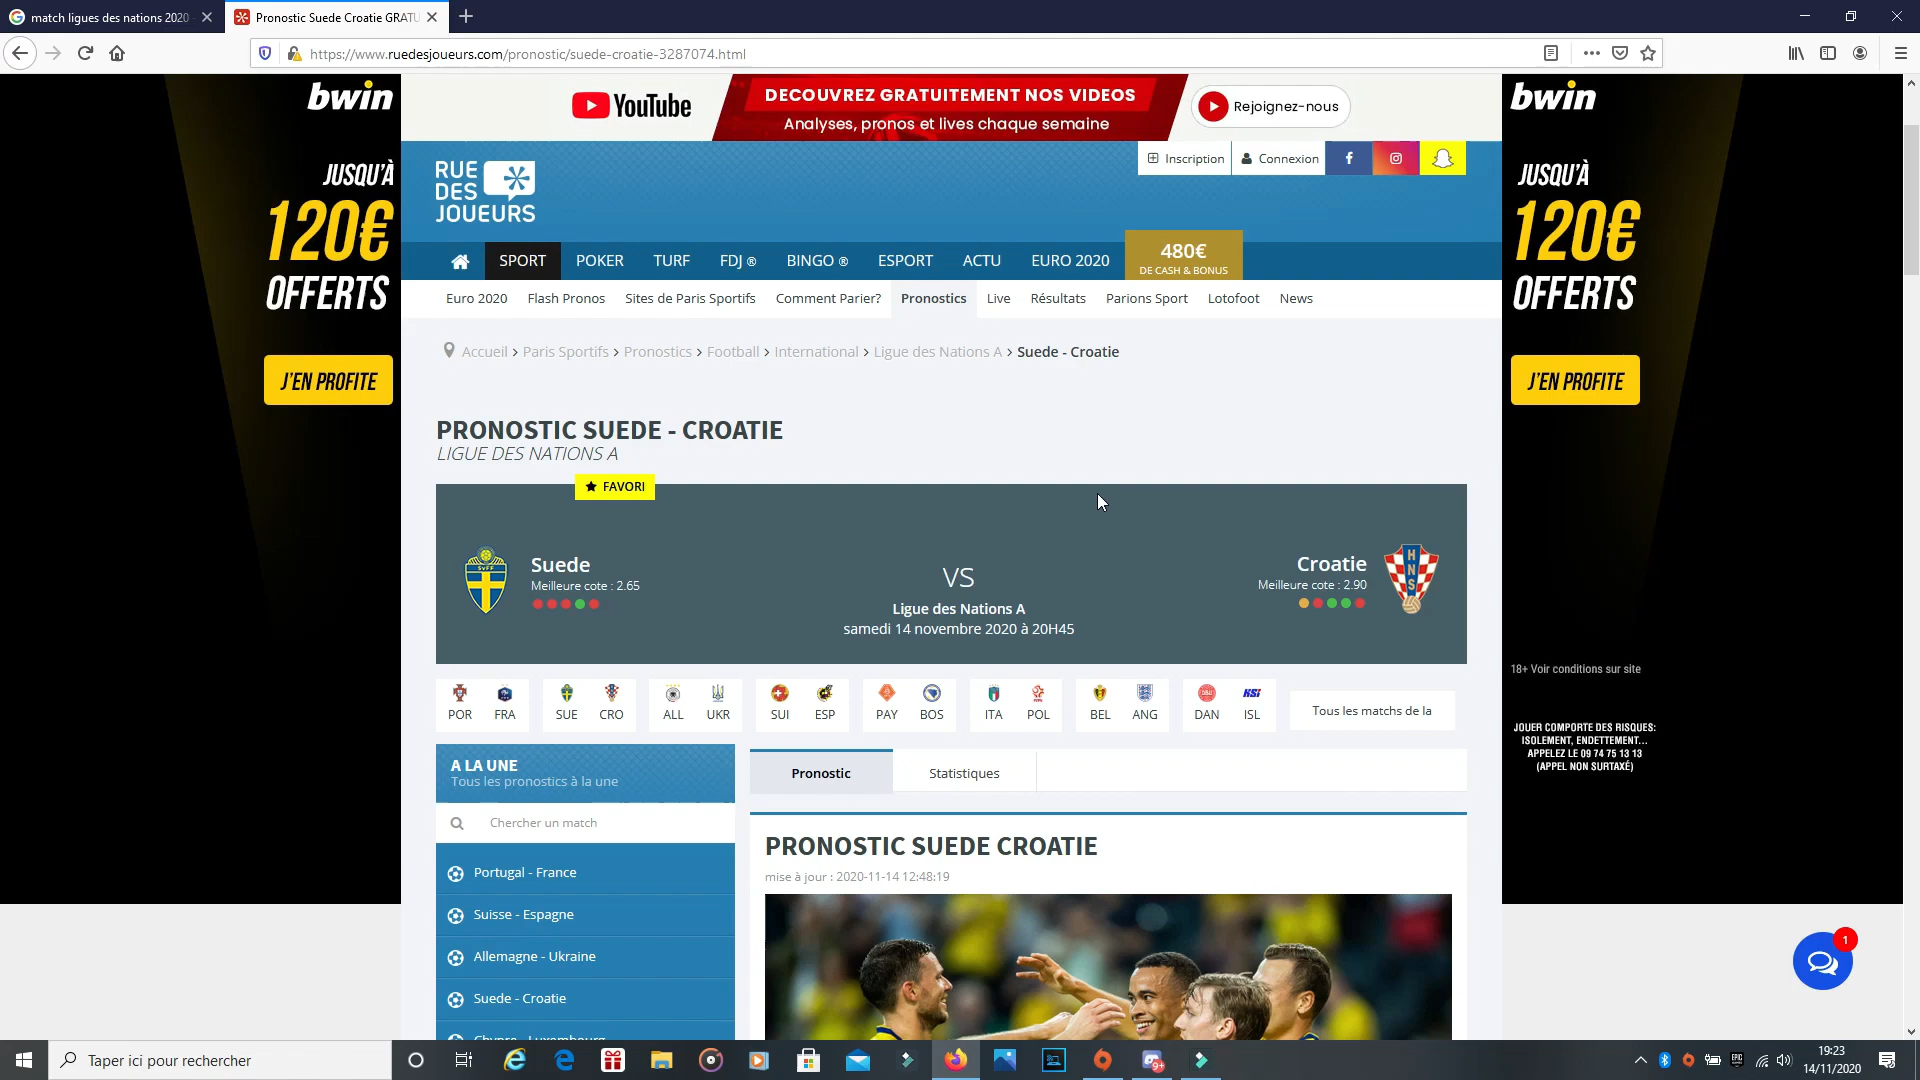 match ligues des nations 2020
Pronostic Suede Croatie GRATU
https://www.ruedesjoueurs.com/pronostic/suede-croatie-3287074.html
bwin
JUSQU'À
120€
OFFERTS
J'EN PROFITE
YouTube
DECOUVREZ GRATUITEMENT NOS VIDEOS
Analyses, pronos et lives chaque semaine
Rejoignez-nous
bwin
JUSQU'À
120€
OFFERTS
J'EN PROFITE
18+ Voir conditions sur site
JOUER COMPORTE DES RISQUES:
ISOLEMENT, ENDETTEMENT...
APPELEZ LE 09 74 75 13 13
(APPEL NON SURTAXÉ)
RUE
DES
JOUEURS
Inscription
Connexion
SPORT POKER TURF FDJ ® BINGO ® ESPORT ACTU EURO 2020
480€
DE CASH & BONUS
Euro 2020 Flash Pronos Sites de Paris Sportifs Comment Parier? Pronostics Live Résultats Parions Sport Lotofoot News
Accueil > Paris Sportifs > Pronostics > Football > International > Ligue des Nations A > Suede - Croatie
PRONOSTIC SUEDE - CROATIE
LIGUE DES NATIONS A
FAVORI
Suede
Meilleure cote : 2.65
VS
Ligue des Nations A
samedi 14 novembre 2020 à 20H45
Croatie
Meilleure cote : 2.90
HNS
POR FRA SUE CRO ALL UKR SUI ESP PAY BOS ITA POL BEL ANG DAN ISL
Tous les matchs de la
A LA UNE
Tous les pronostics à la une
Chercher un match
Portugal - France
Suisse - Espagne
Allemagne - Ukraine
Suede - Croatie
Chypre - Luxembourg
Pronostic Statistiques
PRONOSTIC SUEDE CROATIE
mise à jour : 2020-11-14 12:48:19
1
Taper ici pour rechercher
9+
19:23
14/11/2020